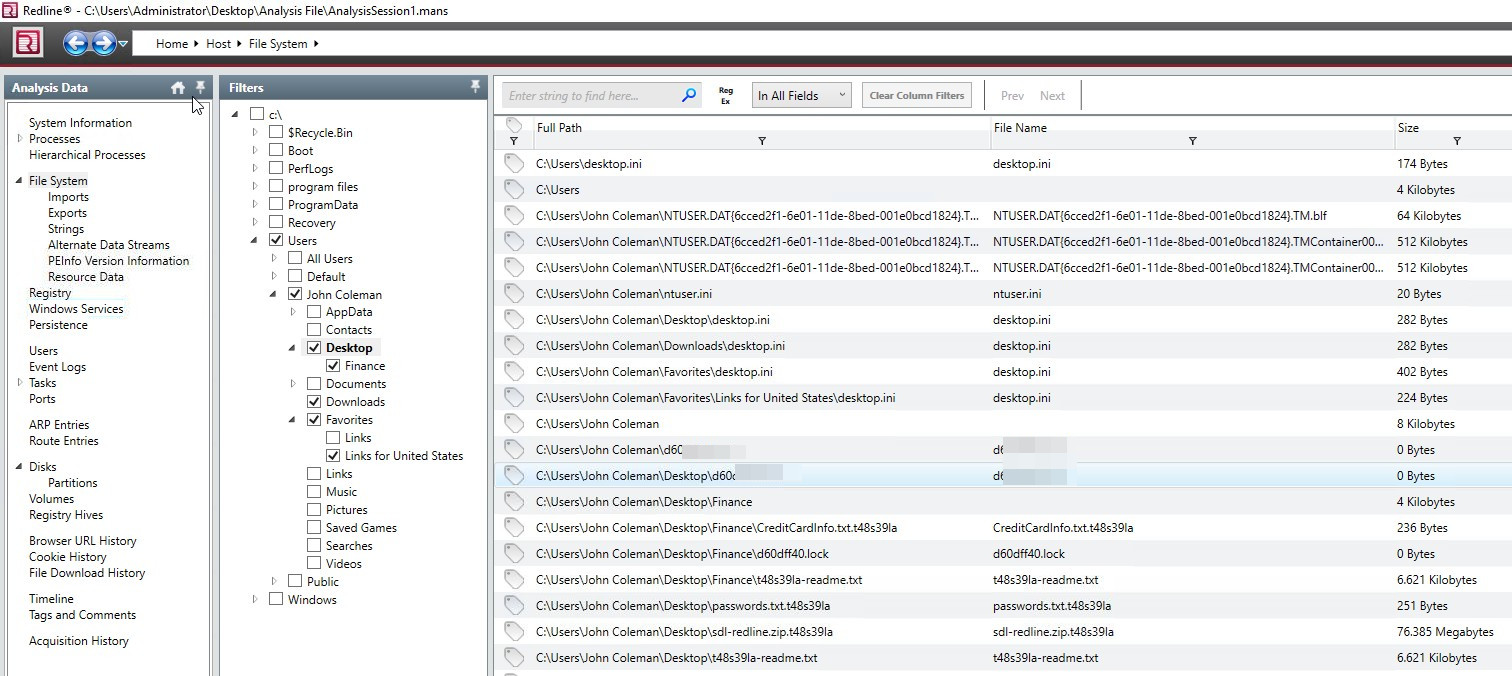 Redline® - C:\Users\Administrator\Desktop\Analysis File\AnalysisSession1.mans
Home Host File System
Analysis Data
System Information
Processes
Hierarchical Processes
File System
Imports
Exports
Strings
Alternate Data Streams
PEInfo Version Information
Resource Data
Registry
Windows Services
Persistence
Users
Event Logs
Tasks
Ports
ARP Entries
Route Entries
Disks
Partitions
Volumes
Registry Hives
Browser URL History
Cookie History
File Download History
Timeline
Tags and Comments
Acquisition History
Filters
c:\
$Recycle.Bin
Boot
PerfLogs
program files
ProgramData
Recovery
Users
All Users
Default
John Coleman
AppData
Contacts
Desktop
Finance
Documents
Downloads
Favorites
Links
Links for United States
Links
Music
Pictures
Saved Games
Searches
Videos
Public
Windows
Enter string to find here...
Reg
Ex
In All Fields
Clear Column Filters
Prev Next
Full Path File Name Size
C:\Users\desktop.ini desktop.ini 174 Bytes
C:\Users 4 Kilobytes
C:\Users\John Coleman\NTUSER.DAT{6cced2f1-6e01-11de-8bed-001e0bcd1824}.T... NTUSER.DAT{6cced2f1-6e01-11de-8bed-001e0bcd1824}.TM.blf 64 Kilobytes
C:\Users\John Coleman\NTUSER.DAT{6cced2f1-6e01-11de-8bed-001e0bcd1824}.T... NTUSER.DAT{6cced2f1-6e01-11de-8bed-001e0bcd1824}.TMContainer00... 512 Kilobytes
C:\Users\John Coleman\NTUSER.DAT{6cced2f1-6e01-11de-8bed-001e0bcd1824}.T... NTUSER.DAT{6cced2f1-6e01-11de-8bed-001e0bcd1824}.TMContainer00... 512 Kilobytes
C:\Users\John Coleman\ntuser.ini ntuser.ini 20 Bytes
C:\Users\John Coleman\Desktop\desktop.ini desktop.ini 282 Bytes
C:\Users\John Coleman\Downloads\desktop.ini desktop.ini 282 Bytes
C:\Users\John Coleman\Favorites\desktop.ini desktop.ini 402 Bytes
C:\Users\John Coleman\Favorites\Links for United States\desktop.ini desktop.ini 224 Bytes
C:\Users\John Coleman 8 Kilobytes
C:\Users\John Coleman\d60 0 Bytes
C:\Users\John Coleman\Desktop\d60 0 Bytes
C:\Users\John Coleman\Desktop\Finance 4 Kilobytes
C:\Users\John Coleman\Desktop\Finance\CreditCardInfo.txt.t48s39la CreditCardInfo.txt.t48s39la 236 Bytes
C:\Users\John Coleman\Desktop\Finance\d60dff40.lock d60dff40.lock 0 Bytes
C:\Users\John Coleman\Desktop\Finance\t48s39la-readme.txt t48s39la-readme.txt 6.621 Kilobytes
C:\Users\John Coleman\Desktop\passwords.txt.t48s39la passwords.txt.t48s39la 251 Bytes
C:\Users\John Coleman\Desktop\sdl-redline.zip.t48s39la sdl-redline.zip.t48s39la 76.385 Megabytes
C:\Users\John Coleman\Desktop\t48s39la-readme.txt t48s39la-readme.txt 6.621 Kilobytes